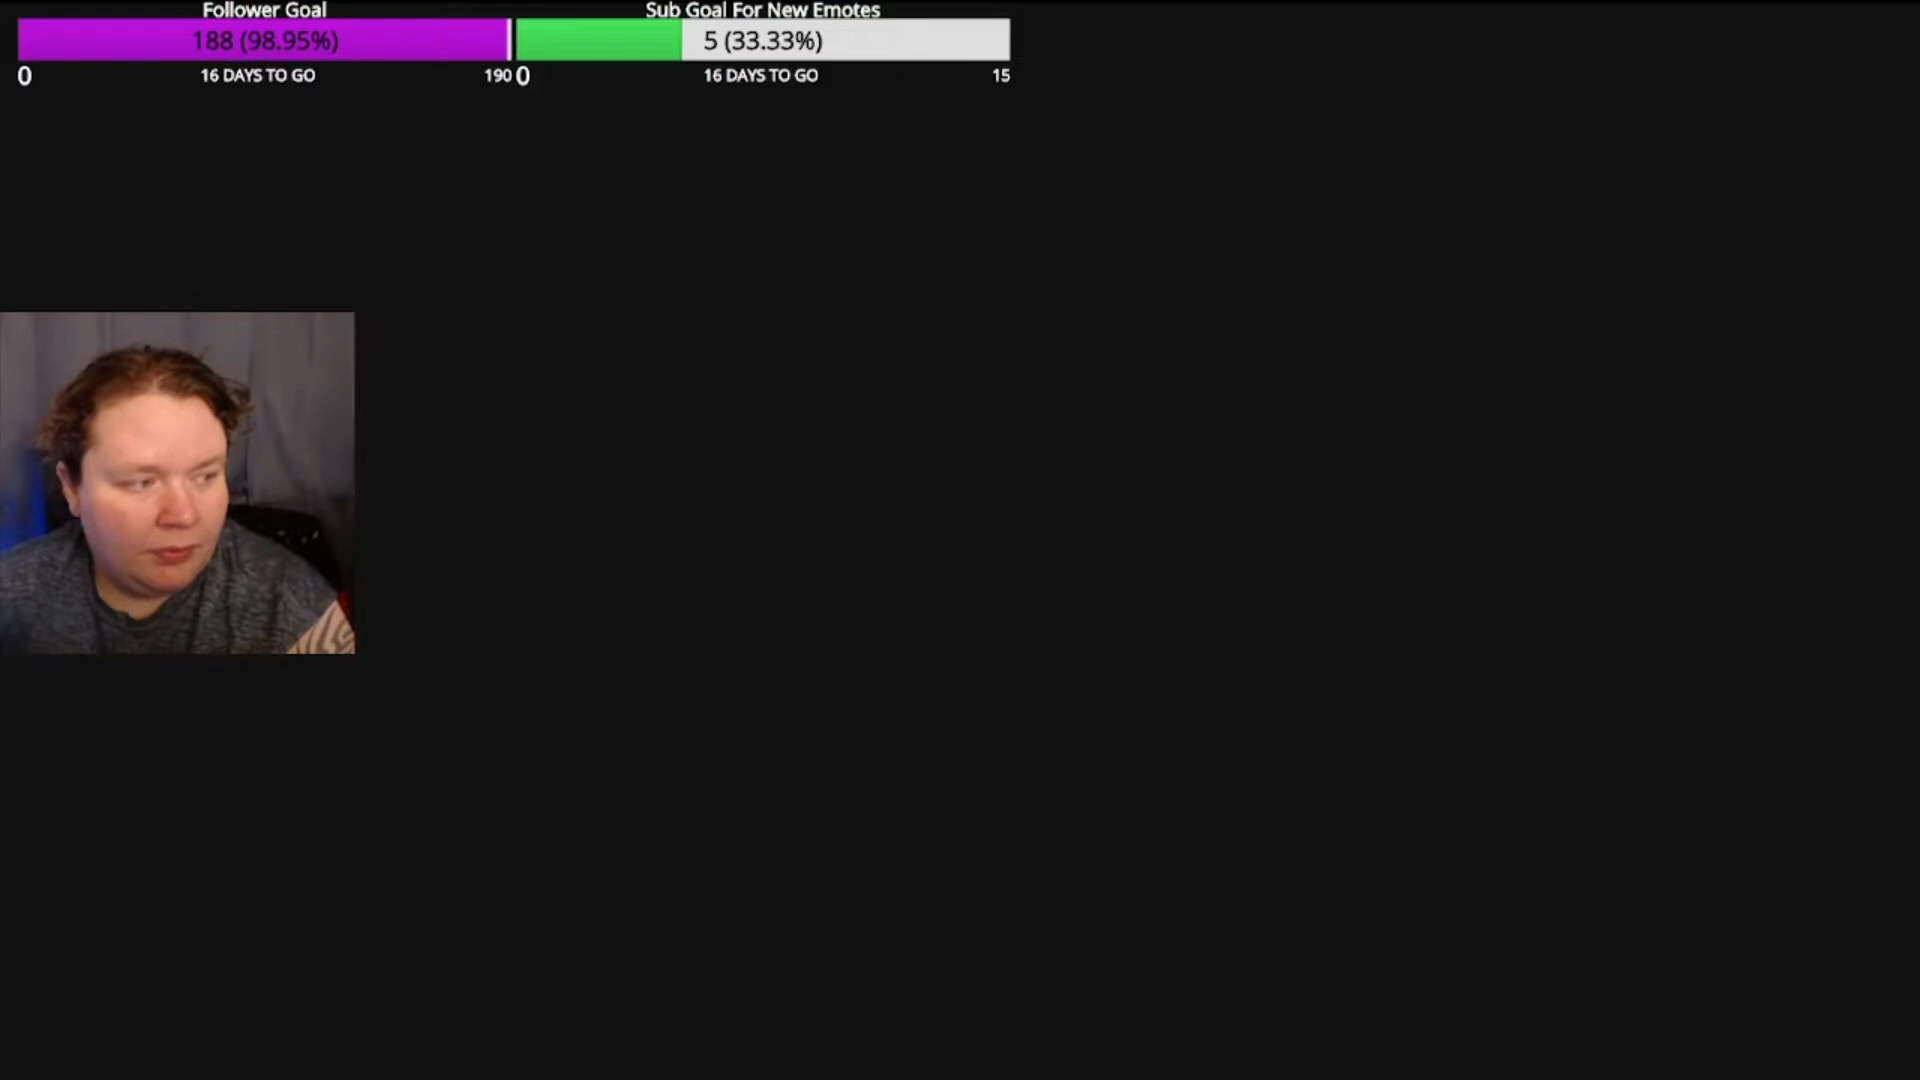 Follower Goal
188 (98.95%)
0 16 DAYS TO GO 190
Sub Goal For New Emotes
5 (33.33%)
0 16 DAYS TO GO 15